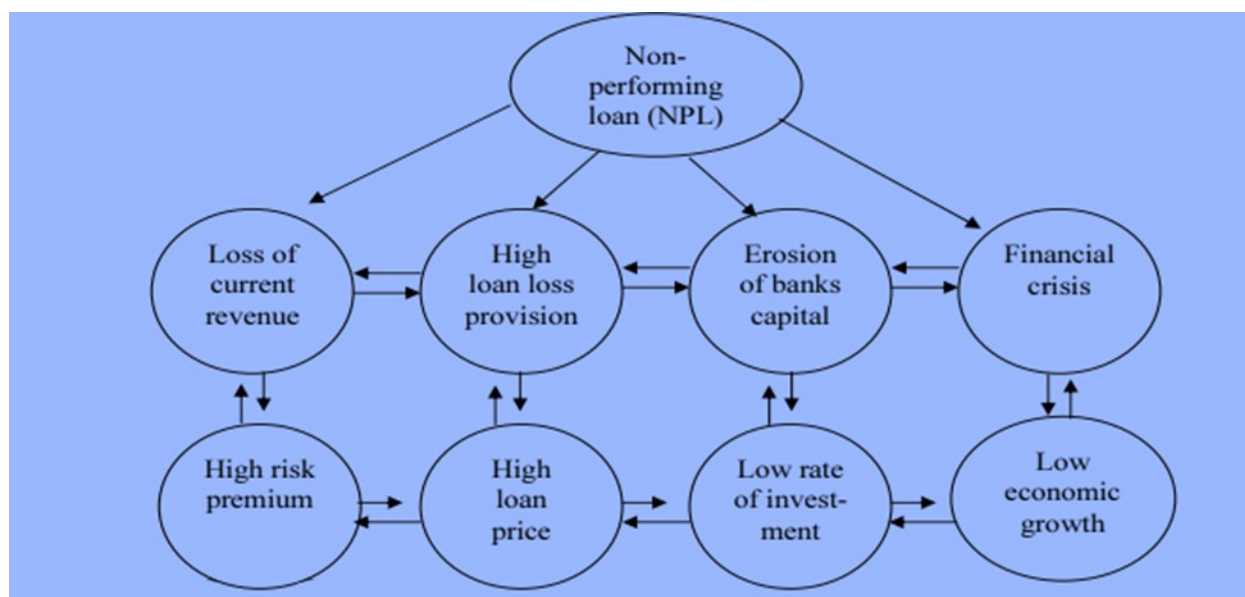 Non-
performing
loan (NPL)
Loss of
current
revenue
High
loan loss
provision
Erosion
of banks
capital
Financial
crisis
High risk
premium
High
loan
price
Low rate
of invest-
ment
Low
economic
growth